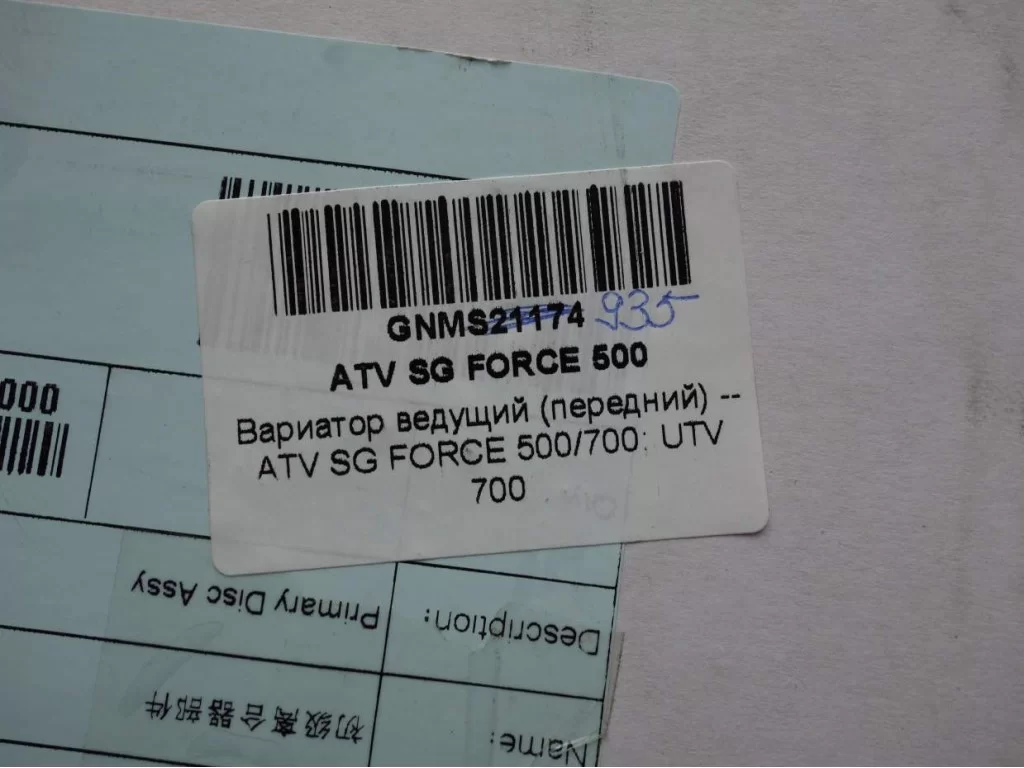 GNMS21174 935
ATV SG FORCE 500
Вариатор ведущий (передний) --
ATV SG FORCE 500/700: UTV
700
000
Description: Primary Disc Assy
Name: 初级离合器部件